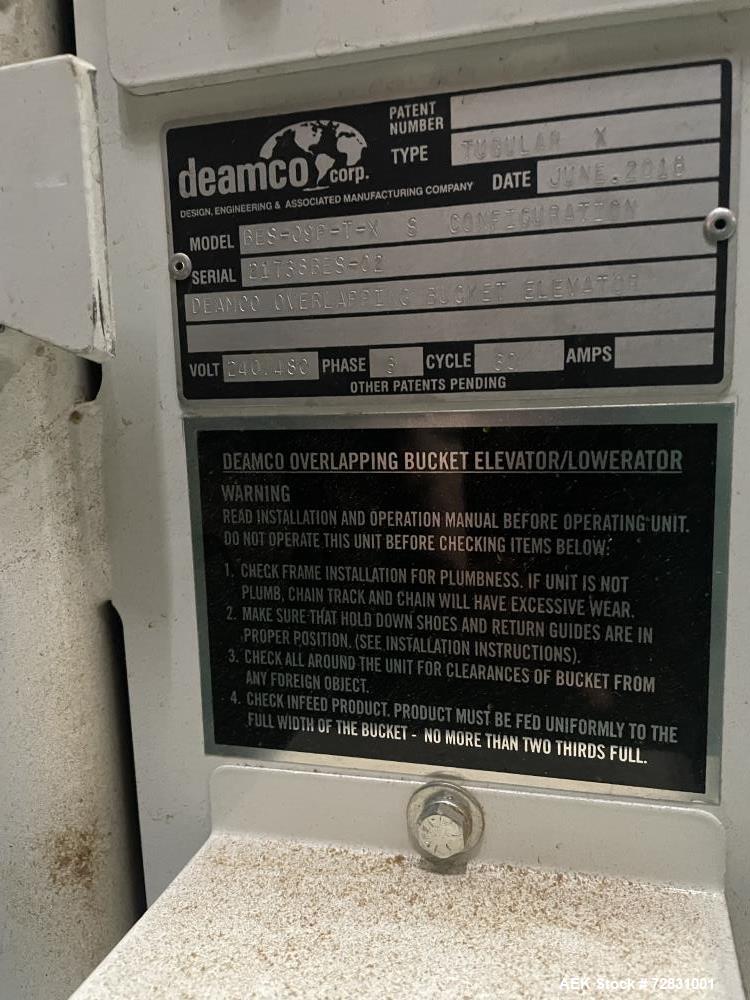 deamco corp.
DESIGN, ENGINEERING & ASSOCIATED MANUFACTURING COMPANY
PATENT NUMBER
TYPE TUBULAR X
DATE JUNE.2018
MODEL BES-09P-T-X S CONFIGURATION
SERIAL 21736BES-02
DEAMCO OVERLAPPING BUCKET ELEVATOR
VOLT 240.480 PHASE 3 CYCLE 60 AMPS
OTHER PATENTS PENDING
DEAMCO OVERLAPPING BUCKET ELEVATOR/LOWERATOR
WARNING
READ INSTALLATION AND OPERATION MANUAL BEFORE OPERATING UNIT.
DO NOT OPERATE THIS UNIT BEFORE CHECKING ITEMS BELOW:
1. CHECK FRAME INSTALLATION FOR PLUMBNESS. IF UNIT IS NOT
PLUMB, CHAIN TRACK AND CHAIN WILL HAVE EXCESSIVE WEAR.
2. MAKE SURE THAT HOLD DOWN SHOES AND RETURN GUIDES ARE IN
PROPER POSITION. (SEE INSTALLATION INSTRUCTIONS).
3. CHECK ALL AROUND THE UNIT FOR CLEARANCES OF BUCKET FROM
ANY FOREIGN OBJECT.
4. CHECK INFEED PRODUCT. PRODUCT MUST BE FED UNIFORMLY TO THE
FULL WIDTH OF THE BUCKET - NO MORE THAN TWO THIRDS FULL.
AEK Stock # 72831001